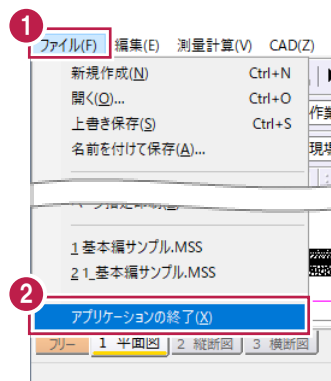 1
ファイル(F) 編集(E) 測量計算(V) CAD(Z)
新規作成(N) Ctrl+N
開く(O)... Ctrl+O
上書き保存(S) Ctrl+S
名前を付けて保存(A)...
作業
現場
1 基本編サンプル.MSS
2 1_基本編サンプル.MSS
2
アプリケーションの終了(X)
フリー 1 平面図 2 縦断図 3 横断図